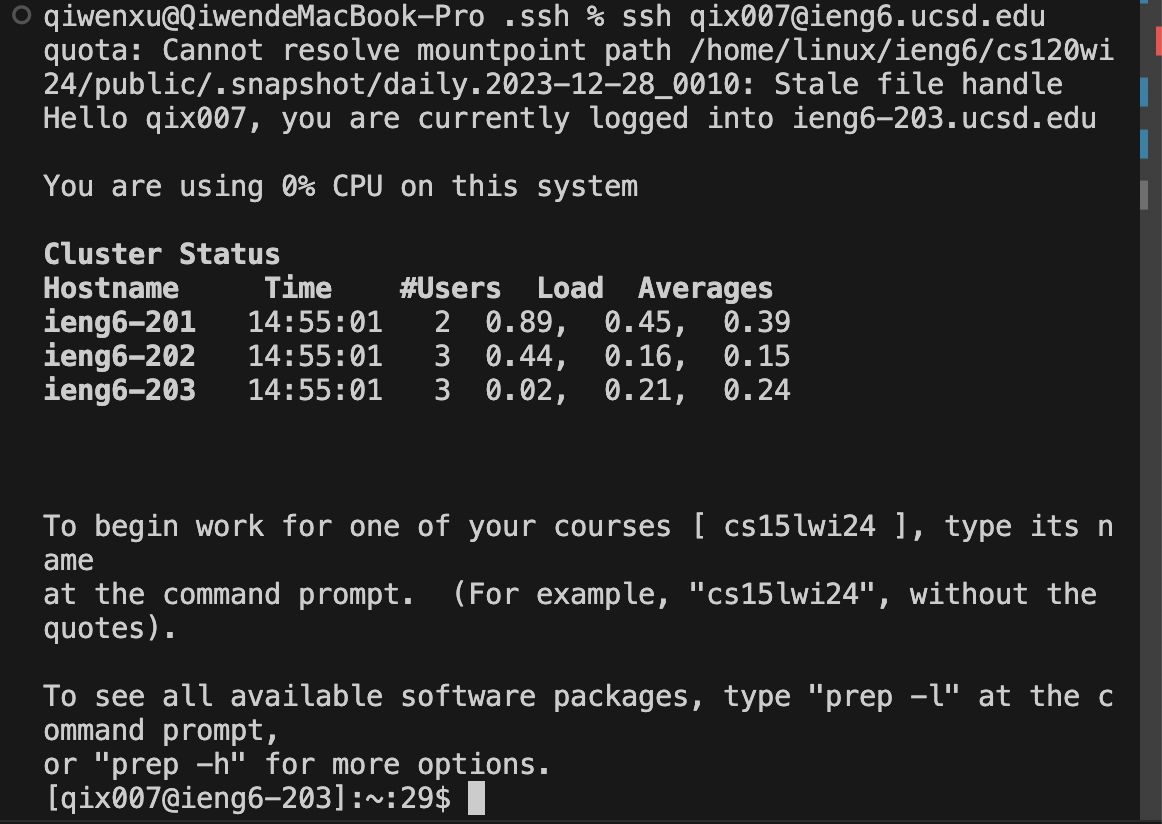 qiwenxu@QiwendeMacBook-Pro .ssh % ssh qix007@ieng6.ucsd.edu
quota: Cannot resolve mountpoint path /home/linux/ieng6/cs120wi
24/public/.snapshot/daily.2023-12-28_0010: Stale file handle
Hello qix007, you are currently logged into ieng6-203.ucsd.edu
You are using 0% CPU on this system
Cluster Status
Hostname     Time    #Users  Load  Averages
ieng6-201   14:55:01   2  0.89,  0.45,  0.39
ieng6-202   14:55:01   3  0.44,  0.16,  0.15
ieng6-203   14:55:01   3  0.02,  0.21,  0.24
To begin work for one of your courses [ cs15lwi24 ], type its n
ame
at the command prompt.  (For example, "cs15lwi24", without the
quotes).
To see all available software packages, type "prep -l" at the c
ommand prompt,
or "prep -h" for more options.
[qix007@ieng6-203]:~:29$